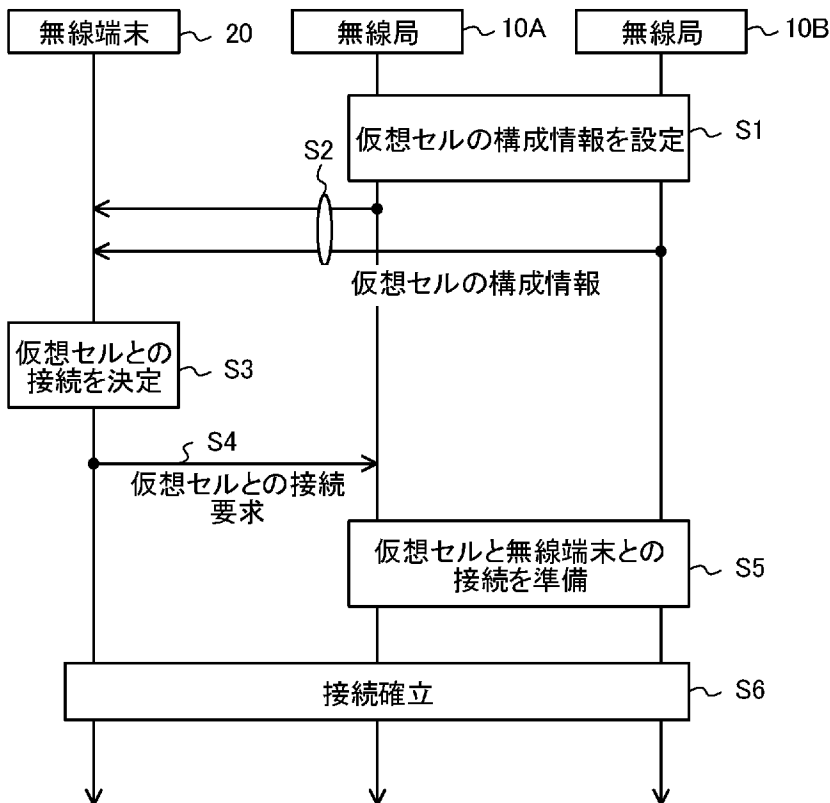 無線端末
20
無線局
10A
無線局
10B
仮想セルの構成情報を設定
S1
S2
仮想セルの構成情報
仮想セルとの
接続を決定
S3
S4
仮想セルとの接続
要求
仮想セルと無線端末との
接続を準備
S5
接続確立
S6